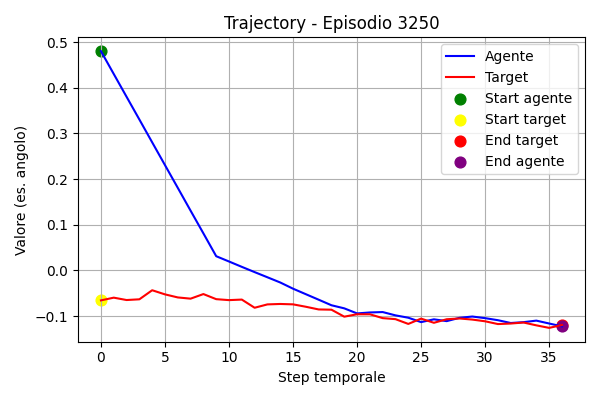 Trajectory - Episodio 3250
Valore (es. angolo)
0.5
0.4
0.3
0.2
0.1
0.0
−0.1
Agente
Target
Start agente
Start target
End target
End agente
0 5 10 15 20 25 30 35
Step temporale